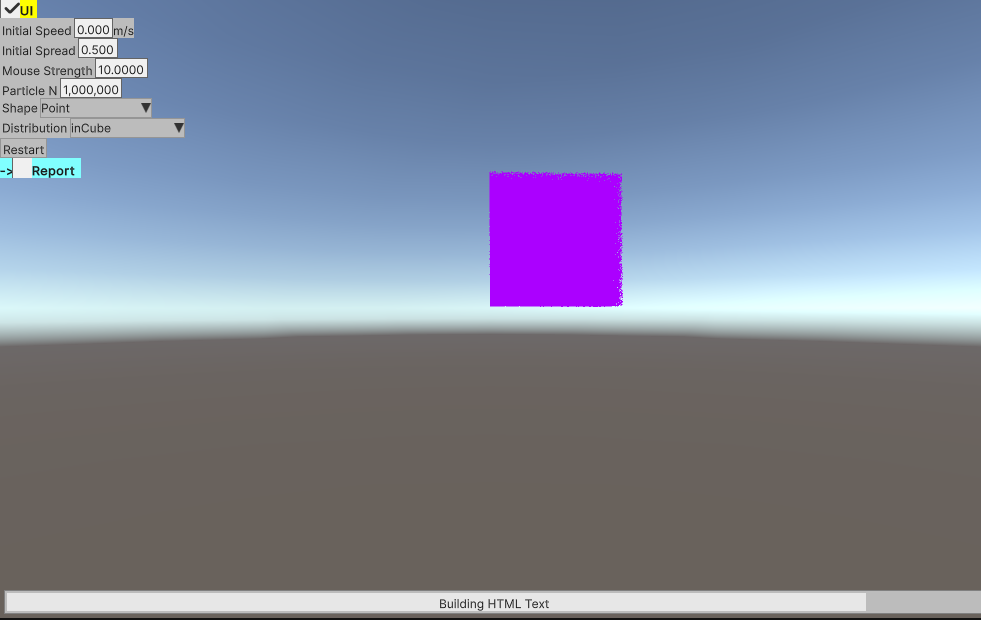 UI
Initial Speed 0.000 m/s
Initial Spread 0.500
Mouse Strength 10.0000
Particle N 1,000,000
Shape Point
Distribution inCube
Restart
-> Report
Building HTML Text